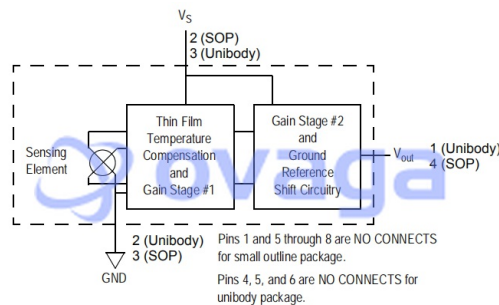 VS
2 (SOP)
3 (Unibody)
Sensing
Element
Thin Film
Temperature
Compensation
and
Gain Stage #1
Gain Stage #2
and
Ground
Reference
Shift Circuitry
Vout
1 (Unibody)
4 (SOP)
2 (Unibody)
3 (SOP)
GND
Pins 1 and 5 through 8 are NO CONNECTS
for small outline package.
Pins 4, 5, and 6 are NO CONNECTS for
unibody package.
ovaga